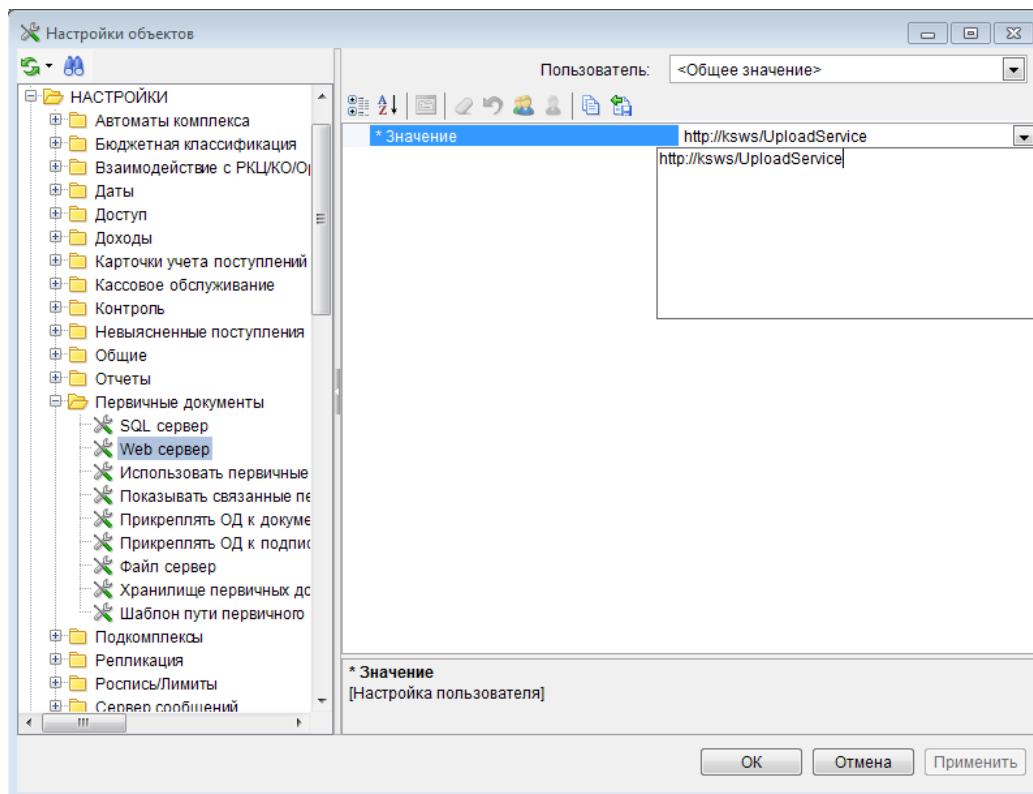 Настройки объектов
Пользователь: <Общее значение>
НАСТРОЙКИ
Автоматы комплекса
Бюджетная классификация
Взаимодействие с РКЦ/КО/О
Даты
Доступ
Доходы
Карточки учета поступлений
Кассовое обслуживание
Контроль
Невыясненные поступления
Общие
Отчеты
Первичные документы
SQL сервер
Web сервер
Использовать первичные
Показывать связанные пе
Прикреплять ОД к докуме
Прикреплять ОД к подпис
Файл сервер
Хранилище первичных до
Шаблон пути первичного
Подкомплексы
Репликация
Роспись/Лимиты
Сервер сообщений
* Значение http://ksws/UploadService
http://ksws/UploadService
* Значение
[Настройка пользователя]
ОК Отмена Применить